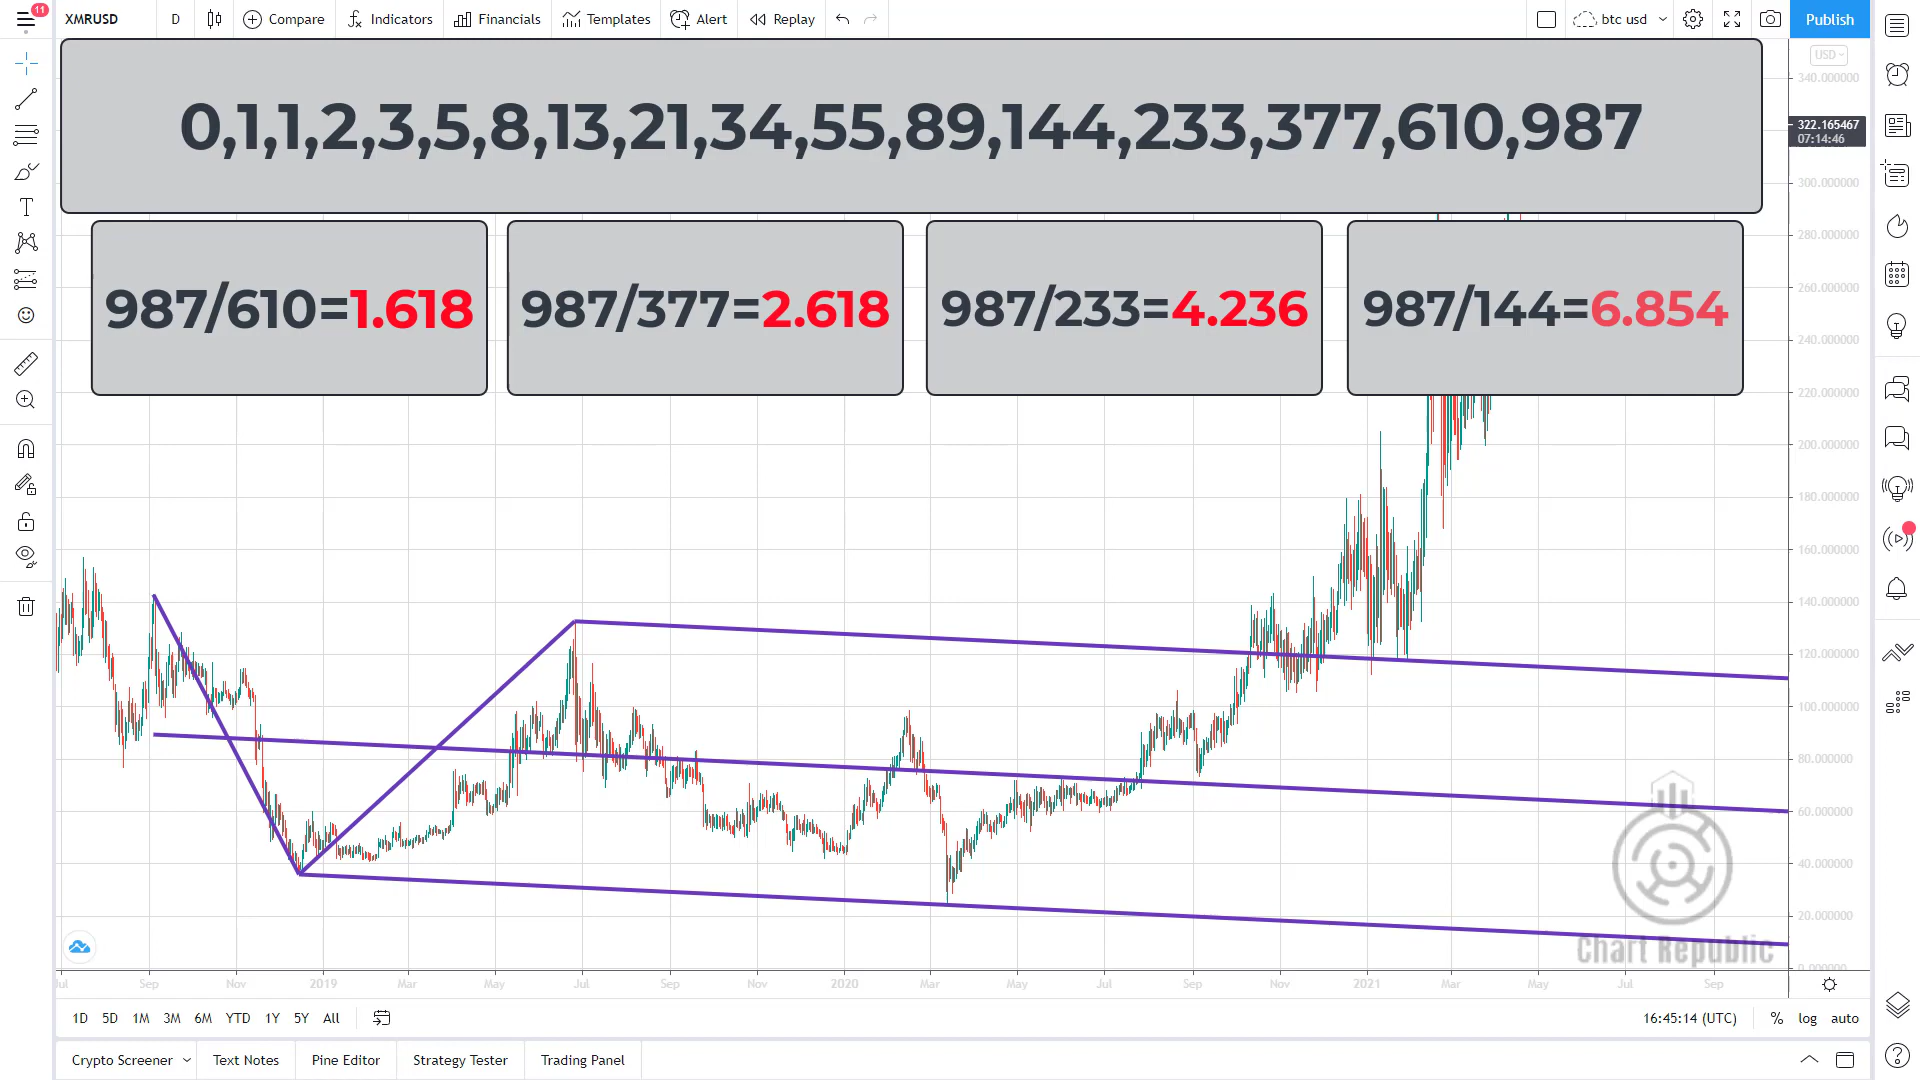 11
XMRUSD
D
Compare
Indicators
Financials
Templates
Alert
Replay
btc usd
Publish
USD
0,1,1,2,3,5,8,13,21,34,55,89,144,233,377,610,987
987/610=1.618
987/377=2.618
987/233=4.236
987/144=6.854
340.000000
322.165467
07:14:46
300.000000
280.000000
260.000000
240.000000
220.000000
200.000000
180.000000
160.000000
140.000000
120.000000
100.000000
80.000000
60.000000
40.000000
20.000000
0.000000
Chart Republic
Jul Sep Nov 2019 Mar May Jul Sep Nov 2020 Mar May Jul Sep Nov 2021 Mar May Jul Sep
1D 5D 1M 3M 6M YTD 1Y 5Y All
16:45:14 (UTC) % log auto
Crypto Screener Text Notes Pine Editor Strategy Tester Trading Panel